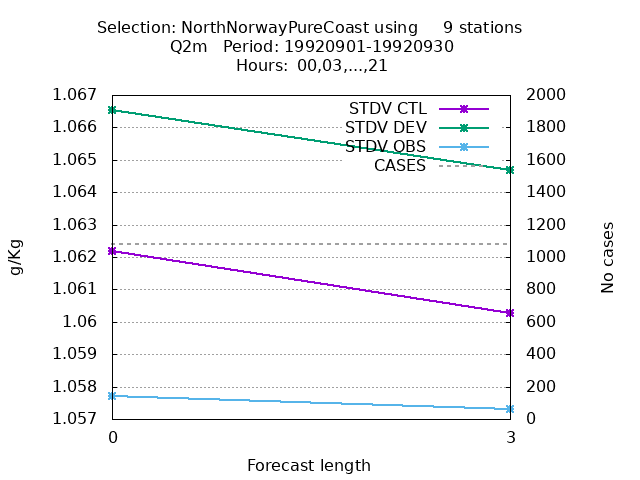 Selection: NorthNorwayPureCoast using 9 stations
Q2m Period: 19920901-19920930
Hours: 00,03,...,21
1.067 2000
STDV CTL
1.066 STDV DEV 1800
STDV OBS
1.065 CASES 1600
1.064 1400
1.063 1200
1.062 1000
1.061 800
1.06 600
1.059 400
1.058 200
1.057 0
g/Kg
No cases
0 3
Forecast length